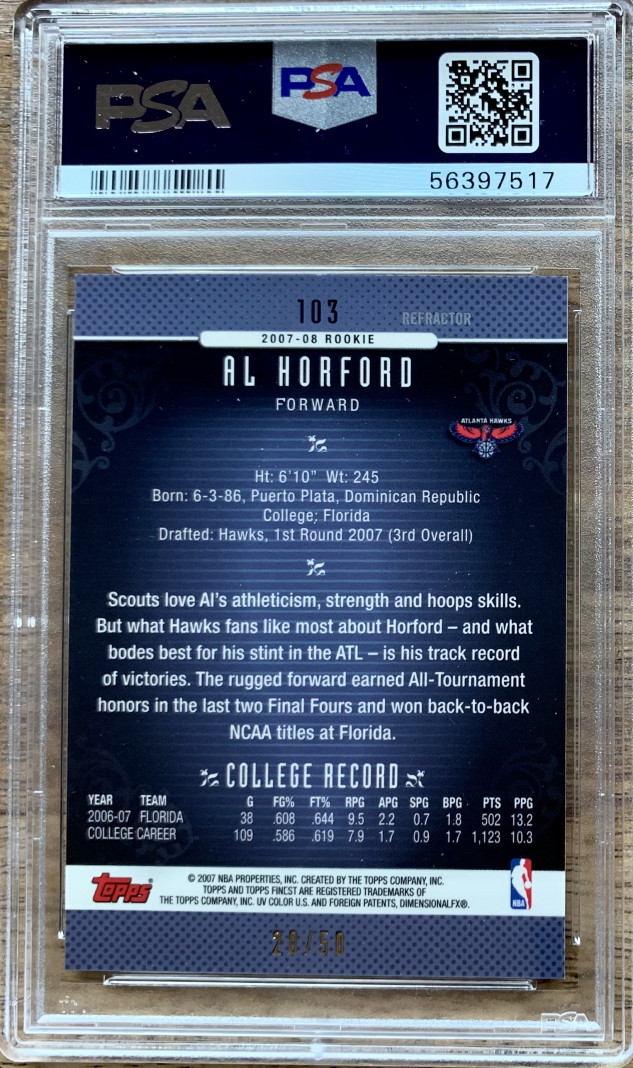 PSA
PSA
56397517
103
REFRACTOR
2007-08 ROOKIE
AL HORFORD
FORWARD
ATLANTA HAWKS
Ht: 6'10" Wt: 245
Born: 6-3-86, Puerto Plata, Dominican Republic
College: Florida
Drafted: Hawks, 1st Round 2007 (3rd Overall)
Scouts love Al's athleticism, strength and hoops skills.
But what Hawks fans like most about Horford – and what
bodes best for his stint in the ATL – is his track record
of victories. The rugged forward earned All-Tournament
honors in the last two Final Fours and won back-to-back
NCAA titles at Florida.
COLLEGE RECORD
YEAR TEAM G FG% FT% RPG APG SPG BPG PTS PPG
2006-07 FLORIDA 38 .608 .644 9.5 2.2 0.7 1.8 502 13.2
COLLEGE CAREER 109 .586 .619 7.9 1.7 0.9 1.7 1,123 10.3
topps
© 2007 NBA PROPERTIES, INC. CREATED BY THE TOPPS COMPANY, INC.
TOPPS AND TOPPS FINEST ARE REGISTERED TRADEMARKS OF
THE TOPPS COMPANY, INC. UV COLOR U.S. AND FOREIGN PATENTS, DIMENSIONALFX®.
NBA
28/50
PSA